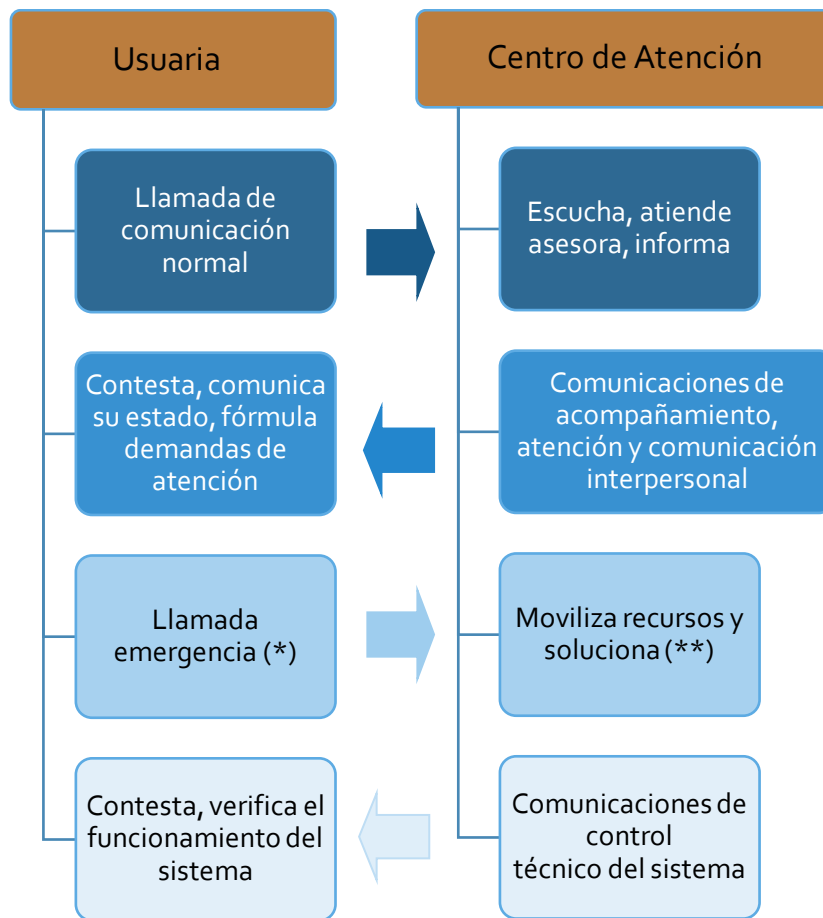 Usuaria
Centro de Atención
Llamada de
comunicación
normal
Escucha, atiende
asesora, informa
Contesta, comunica
su estado, fórmula
demandas de
atención
Comunicaciones de
acompañamiento,
atención y comunicación
interpersonal
Llamada
emergencia (*)
Moviliza recursos y
soluciona (**)
Contesta, verifica el
funcionamiento del
sistema
Comunicaciones de
control
técnico del sistema